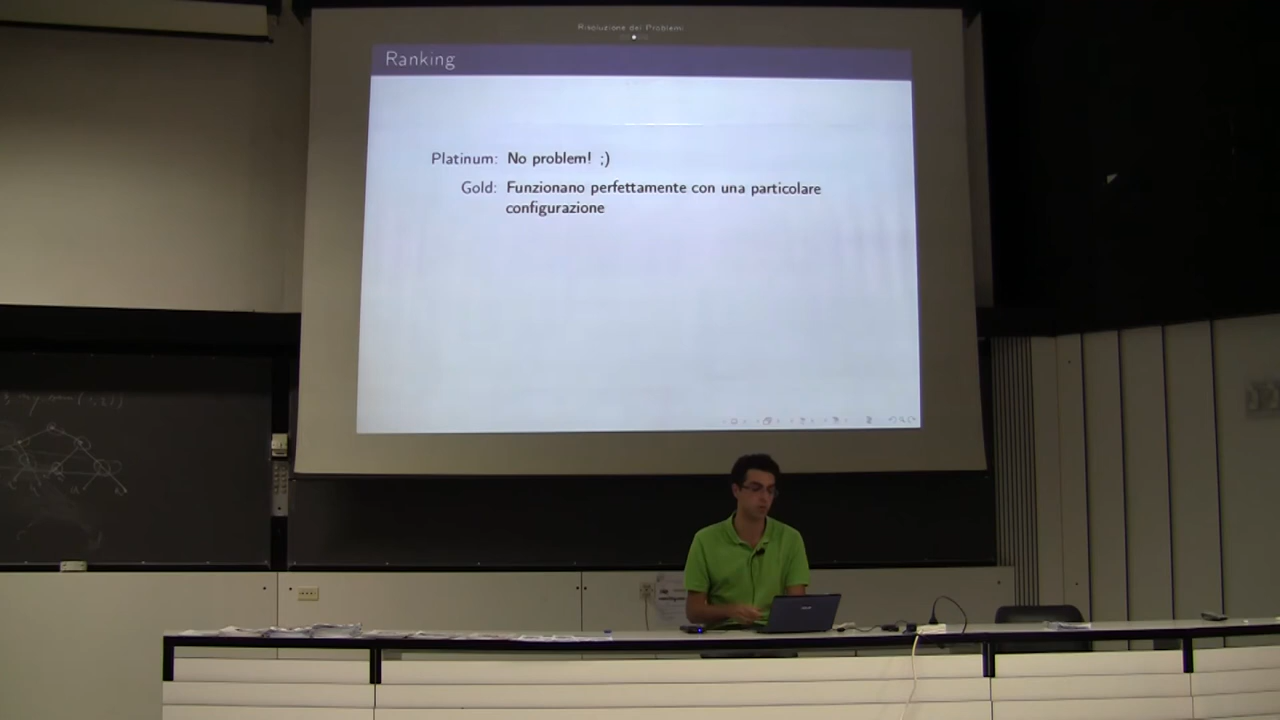 Risoluzione dei Problemi
Ranking
Platinum: No problem! ;)
Gold: Funzionano perfettamente con una particolare
configurazione